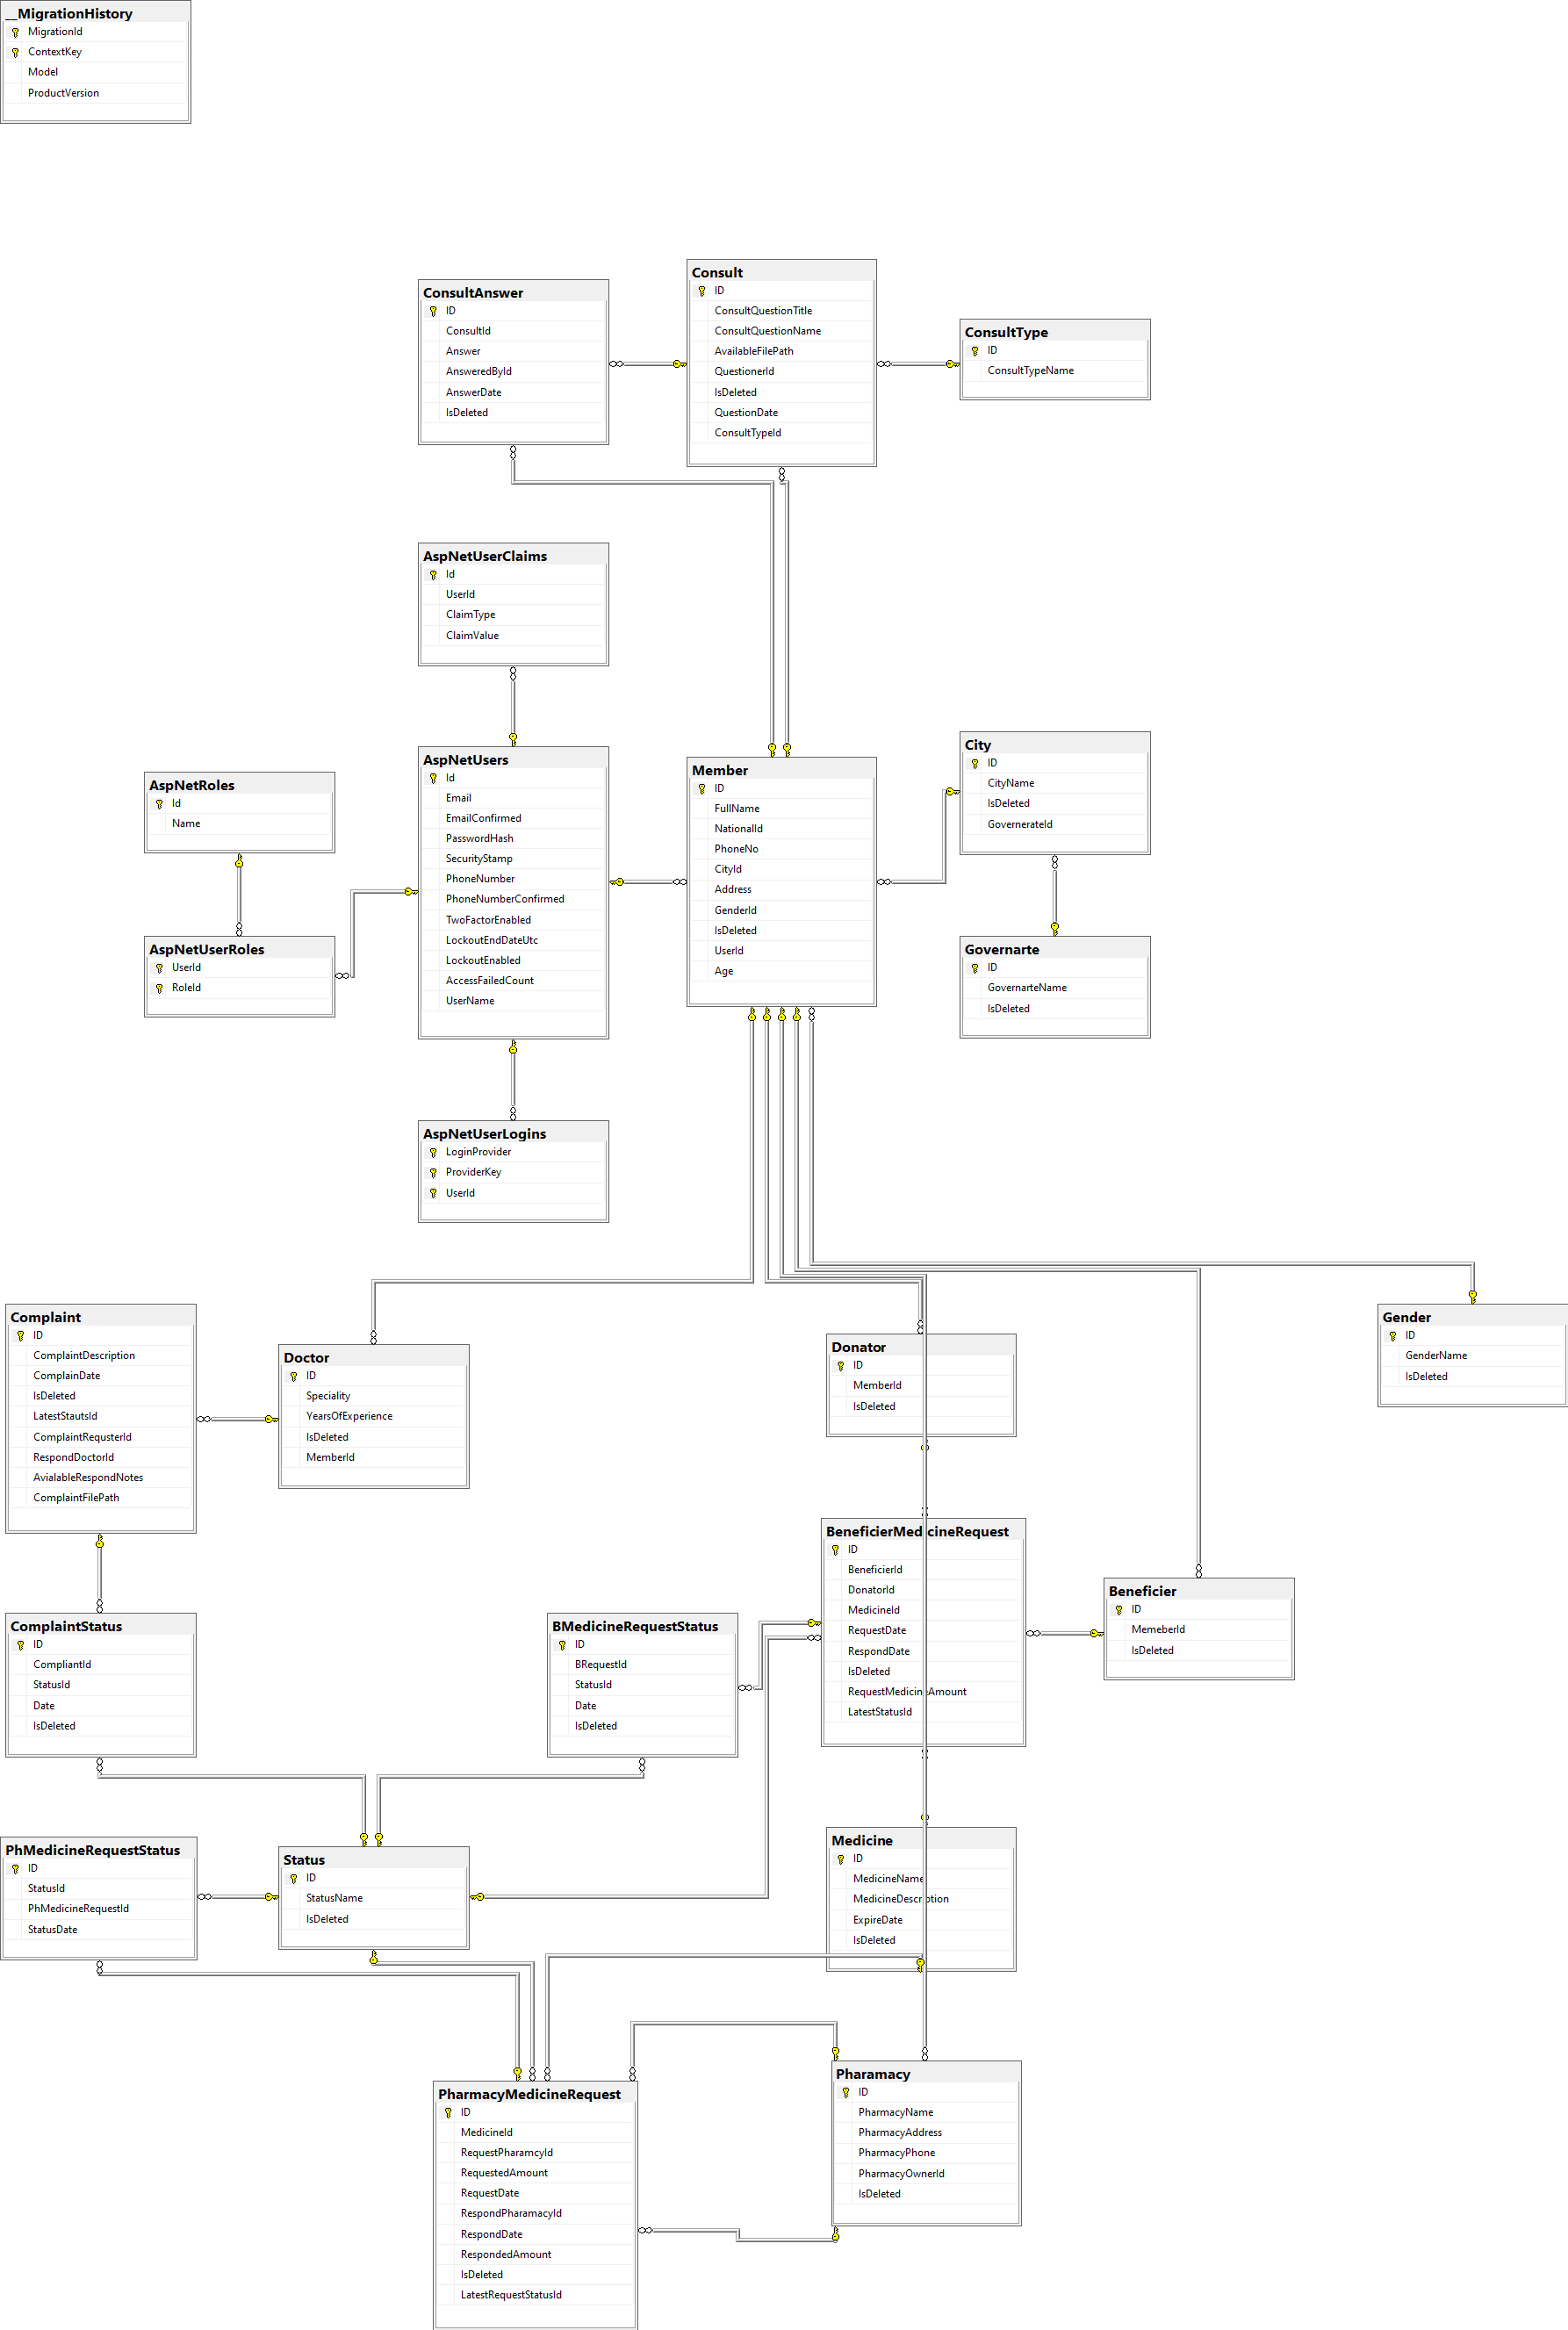 __MigrationHistory
MigrationId
ContextKey
Model
ProductVersion
ConsultAnswer
ID
ConsultId
Answer
AnsweredById
AnswerDate
IsDeleted
Consult
ID
ConsultQuestionTitle
ConsultQuestionName
AvailableFilePath
QuestionerId
IsDeleted
QuestionDate
ConsultTypeId
ConsultType
ID
ConsultTypeName
AspNetUserClaims
Id
UserId
ClaimType
ClaimValue
AspNetRoles
Id
Name
AspNetUserRoles
UserId
RoleId
AspNetUsers
Id
Email
EmailConfirmed
PasswordHash
SecurityStamp
PhoneNumber
PhoneNumberConfirmed
TwoFactorEnabled
LockoutEndDateUtc
LockoutEnabled
AccessFailedCount
UserName
Member
ID
FullName
NationalId
PhoneNo
CityId
Address
GenderId
IsDeleted
UserId
Age
City
ID
CityName
IsDeleted
GovernerateId
Governarte
ID
GovernarteName
IsDeleted
AspNetUserLogins
LoginProvider
ProviderKey
UserId
Complaint
ID
ComplaintDescription
ComplainDate
IsDeleted
LatestStautsId
ComplaintRequsterId
RespondDoctorId
AvialableRespondNotes
ComplaintFilePath
Doctor
ID
Speciality
YearsOfExperience
IsDeleted
MemberId
Donator
ID
MemberId
IsDeleted
Gender
ID
GenderName
IsDeleted
BeneficierMedicineRequest
ID
BeneficierId
DonatorId
MedicineId
RequestDate
RespondDate
IsDeleted
RequestMedicineAmount
LatestStatusId
Beneficier
ID
MemeberId
IsDeleted
ComplaintStatus
ID
CompliantId
StatusId
Date
IsDeleted
BMedicineRequestStatus
ID
BRequestId
StatusId
Date
IsDeleted
PhMedicineRequestStatus
ID
StatusId
PhMedicineRequestId
StatusDate
Status
ID
StatusName
IsDeleted
Medicine
ID
MedicineName
MedicineDescription
ExpireDate
IsDeleted
PharmacyMedicineRequest
ID
MedicineId
RequestPharamcyId
RequestedAmount
RequestDate
RespondPharamacyId
RespondDate
RespondedAmount
IsDeleted
LatestRequestStatusId
Pharamacy
ID
PharmacyName
PharmacyAddress
PharmacyPhone
PharmacyOwnerId
IsDeleted